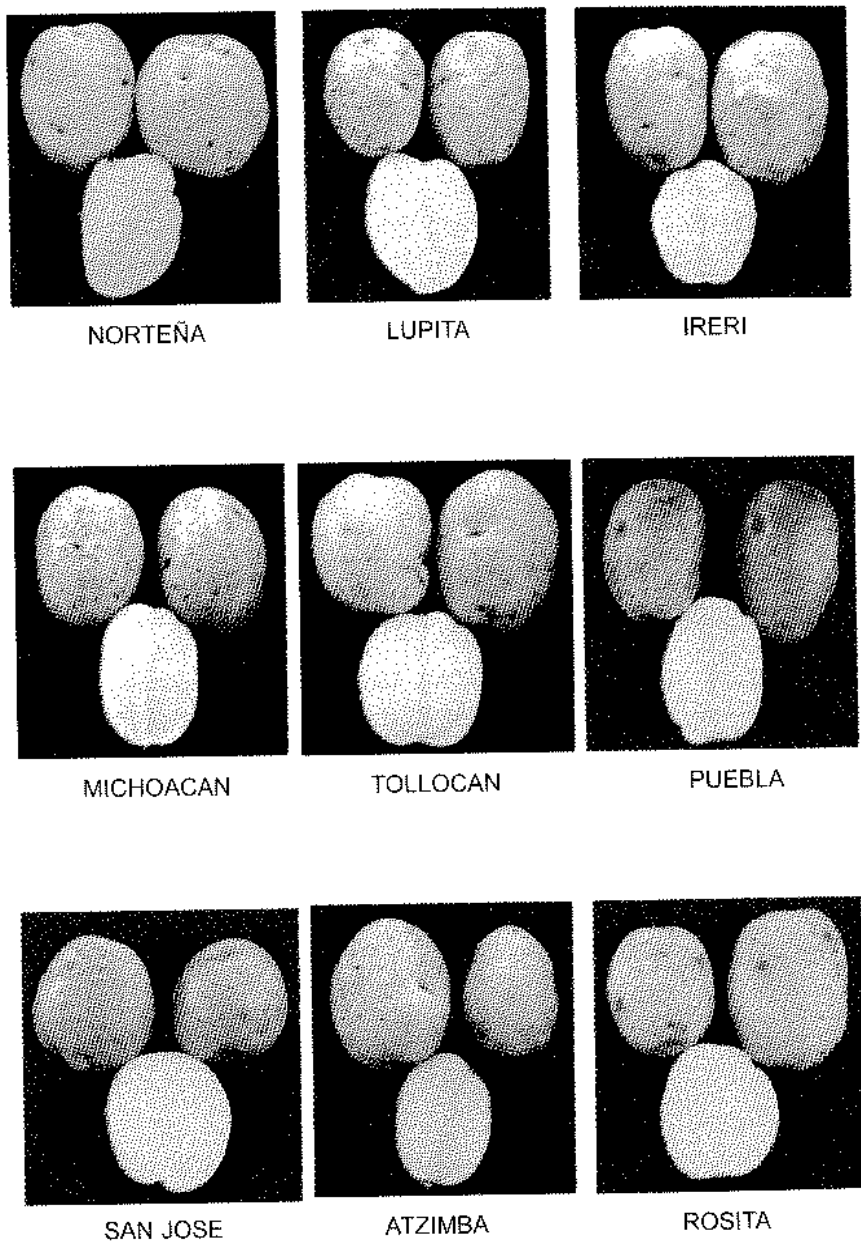 NORTEÑA
LUPITA
IRERI
MICHOACAN
TOLLOCAN
PUEBLA
SAN JOSE
ATZIMBA
ROSITA